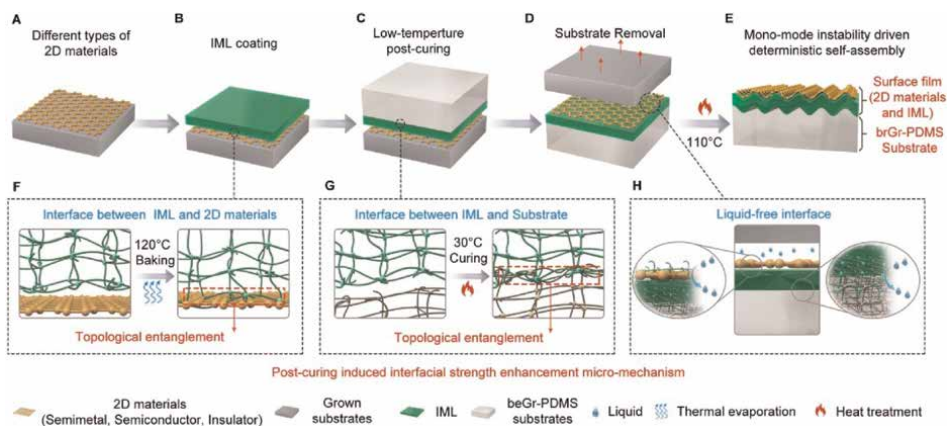 A
B
C
D
E
Different types of
2D materials
IML coating
Low-tempertture
post-curing
Substrate Removal
Mono-mode instability driven
deterministic self-assembly
110°C
Surface film
(2D materials
and IML)
brGr-PDMS
Substrate
F
Interface between IML and 2D materials
120°C
Baking
Topological entanglement
G
Interface between IML and Substrate
30°C
Curing
Topological entanglement
H
Liquid-free interface
Post-curing induced interfacial strength enhancement micro-mechanism
2D materials
(Semimetal, Semiconductor, Insulator)
Grown
substrates
IML
beGr-PDMS
substrates
Liquid
Thermal evaporation
Heat treatment